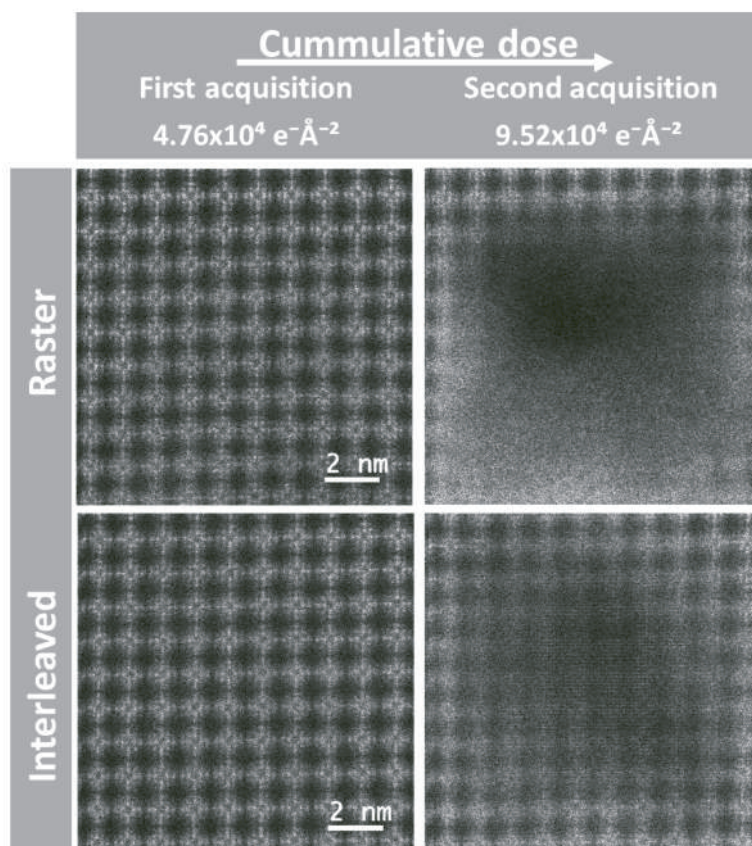 Cummulative dose
First acquisition
Second acquisition
4.76x10⁴ e⁻Å⁻²
9.52x10⁴ e⁻Å⁻²
Raster
2 nm
Interleaved
2 nm